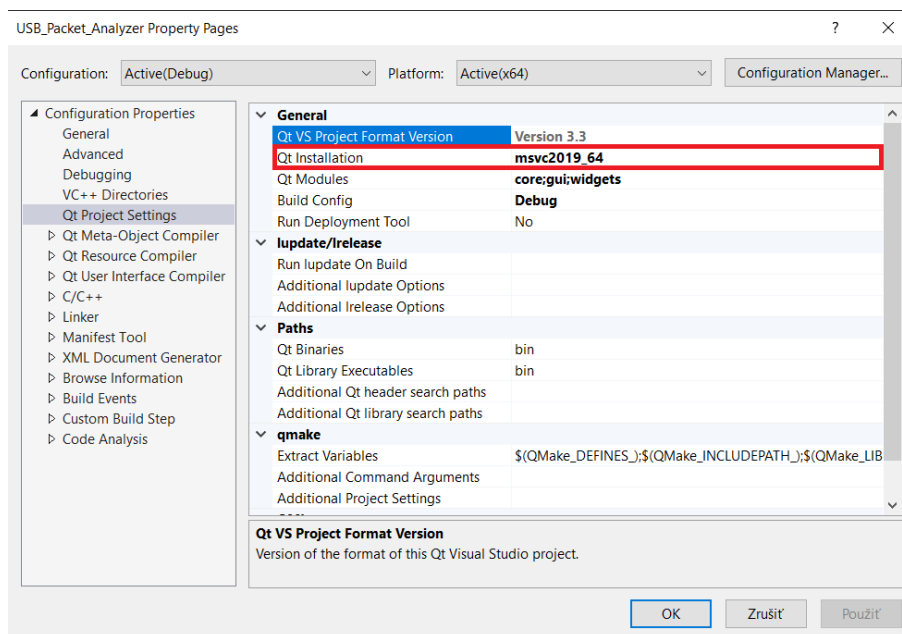 USB_Packet_Analyzer Property Pages
?
Configuration: Active(Debug) Platform: Active(x64) Configuration Manager...
Configuration Properties
General
Advanced
Debugging
VC++ Directories
Qt Project Settings
Qt Meta-Object Compiler
Qt Resource Compiler
Qt User Interface Compiler
C/C++
Linker
Manifest Tool
XML Document Generator
Browse Information
Build Events
Custom Build Step
Code Analysis
General
Qt VS Project Format Version Version 3.3
Qt Installation msvc2019_64
Qt Modules core;gui;widgets
Build Config Debug
Run Deployment Tool No
lupdate/lrelease
Run lupdate On Build
Additional lupdate Options
Additional lrelease Options
Paths
Qt Binaries bin
Qt Library Executables bin
Additional Qt header search paths
Additional Qt library search paths
qmake
Extract Variables $(QMake_DEFINES_);$(QMake_INCLUDEPATH_);$(QMake_LIB
Additional Command Arguments
Additional Project Settings
Qt VS Project Format Version
Version of the format of this Qt Visual Studio project.
OK Zrušiť Použiť